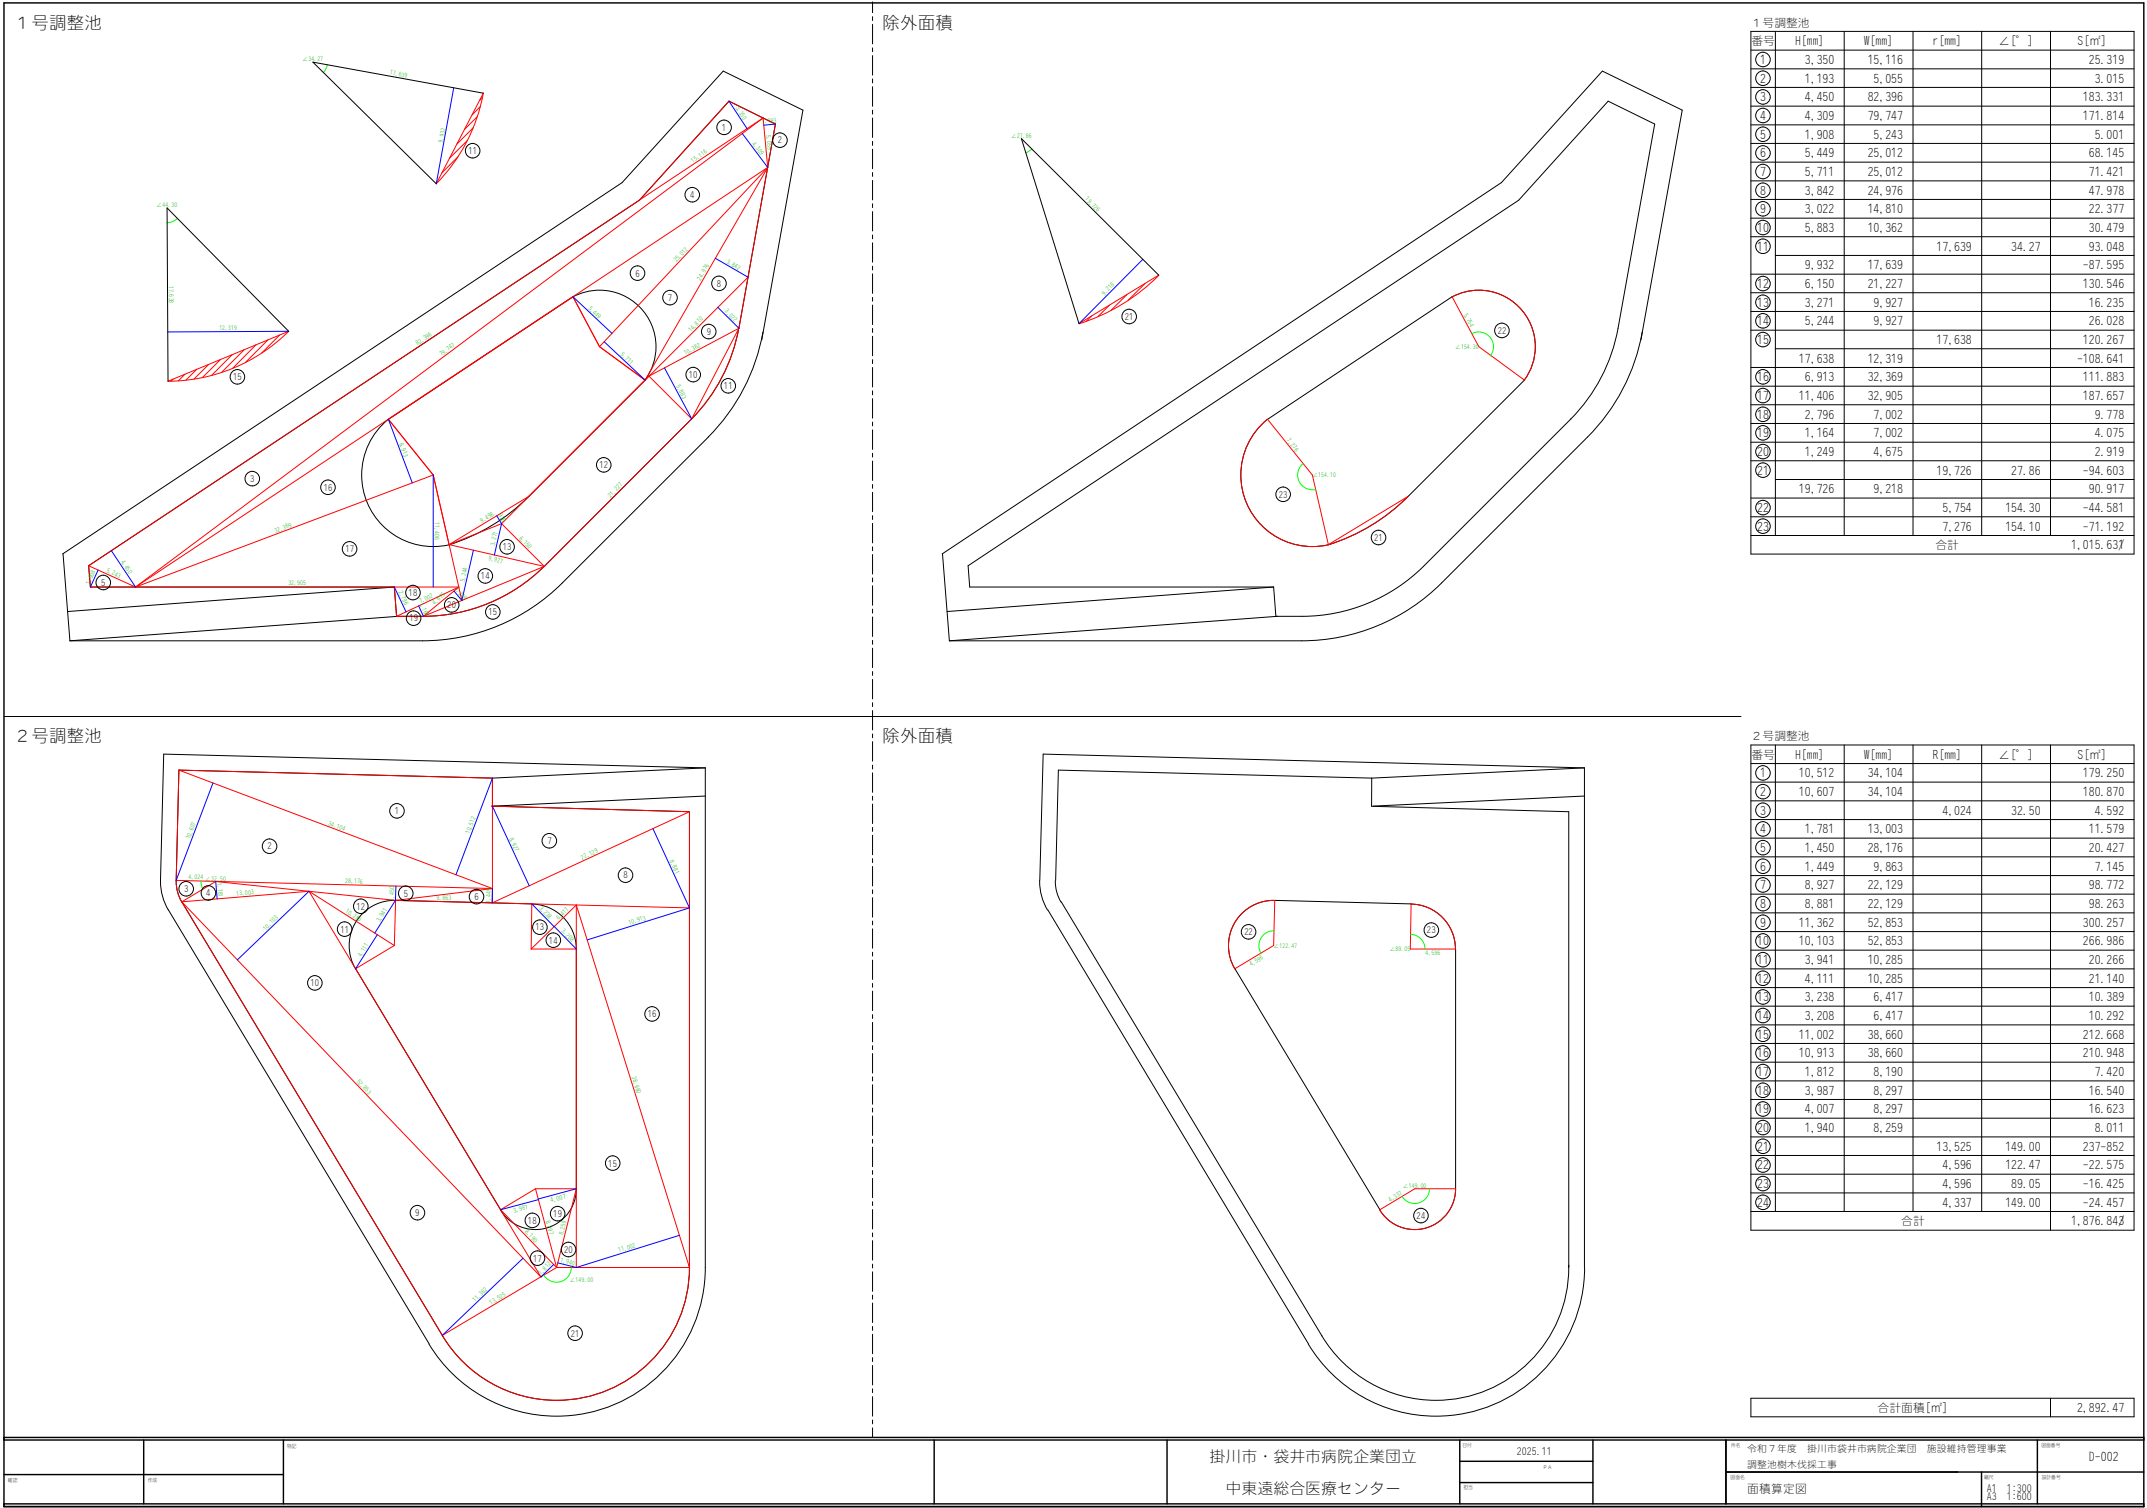 1号調整池
除外面積
1号調整池
番号 H[mm] W[mm] r[mm] ∠[° ] S[㎡]
① 3,350 15,116 25.319
② 1,193 5,055 3.015
③ 4,450 82,396 183.331
④ 4,309 79,747 171.814
⑤ 1,908 5,243 5.001
⑥ 5,449 25,012 68.145
⑦ 5,711 25,012 71.421
⑧ 3,842 24,976 47.978
⑨ 3,022 14,810 22.377
⑩ 5,883 10,362 30.479
⑪ 17,639 34.27 93.048
9,932 17,639 -87.595
⑫ 6,150 21,227 130.546
⑬ 3,271 9,927 16.235
⑭ 5,244 9,927 26.028
⑮ 17,638 120.267
17,638 12,319 -108.641
⑯ 6,913 32,369 111.883
⑰ 11,406 32,905 187.657
⑱ 2,796 7,002 9.778
⑲ 1,164 7,002 4.075
⑳ 1,249 4,675 2.919
㉑ 19,726 27.86 -94.603
19,726 9,218 90.917
㉒ 5,754 154.30 -44.581
㉓ 7,276 154.10 -71.192
合計 1,015.631
2号調整池
除外面積
2号調整池
番号 H[mm] W[mm] R[mm] ∠[° ] S[㎡]
① 10,512 34,104 179.250
② 10,607 34,104 180.870
③ 4,024 32.50 4.592
④ 1,781 13,003 11.579
⑤ 1,450 28,176 20.427
⑥ 1,449 9,863 7.145
⑦ 8,927 22,129 98.772
⑧ 8,881 22,129 98.263
⑨ 11,362 52,853 300.257
⑩ 10,103 52,853 266.986
⑪ 3,941 10,285 20.266
⑫ 4,111 10,285 21.140
⑬ 3,238 6,417 10.389
⑭ 3,208 6,417 10.292
⑮ 11,002 38,660 212.668
⑯ 10,913 38,660 210.948
⑰ 1,812 8,190 7.420
⑱ 3,987 8,297 16.540
⑲ 4,007 8,297 16.623
⑳ 1,940 8,259 8.011
㉑ 13,525 149.00 237-852
㉒ 4,596 122.47 -22.575
㉓ 4,596 89.05 -16.425
㉔ 4,337 149.00 -24.457
合計 1,876.843
合計面積[㎡] 2,892.47
掛川市・袋井市病院企業団立
中東遠総合医療センター
2025.11
令和7年度 掛川市袋井市病院企業団 施設維持管理事業
調整池樹木伐採工事
面積算定図
D-002
A1 1:300
A3 1:600